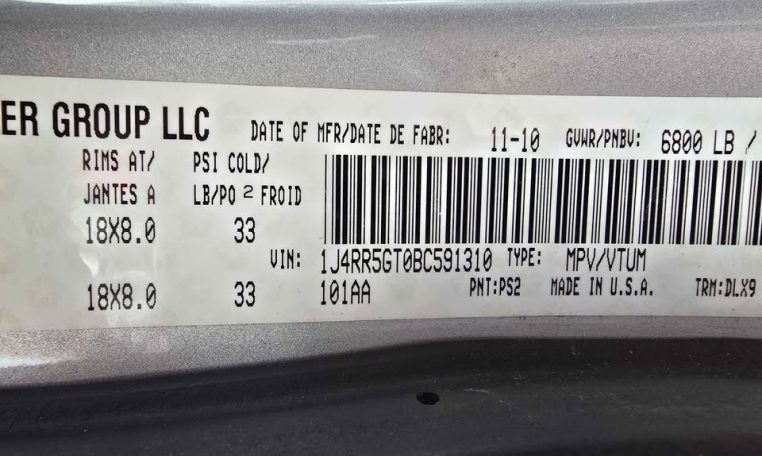 ER GROUP LLC DATE OF MFR/DATE DE FABR: 11-10 GVWR/PNBV: 6800 LB /
RIMS AT/ PSI COLD/
JANTES A LB/PO 2 FROID
18X8.0 33
VIN: 1J4RR5GT0BC591310 TYPE: MPV/VTUM
18X8.0 33 101AA PNT:PS2 MADE IN U.S.A. TRM:DLX9